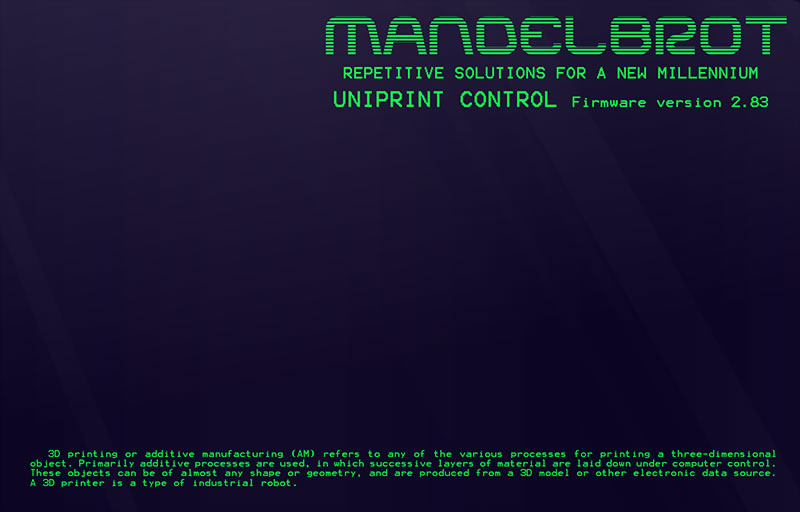 MANDELBROT
REPETITIVE SOLUTIONS FOR A NEW MILLENNIUM
UNIPRINT CONTROL Firmware version 2.83
3D printing or additive manufacturing (AM) refers to any of the various processes for printing a three-dimensional
object. Primarily additive processes are used, in which successive layers of material are laid down under computer control.
These objects can be of almost any shape or geometry, and are produced from a 3D model or other electronic data source.
A 3D printer is a type of industrial robot.